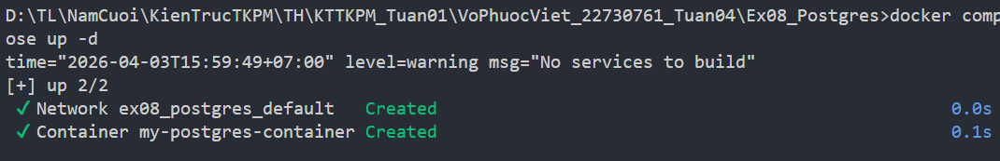 D:\TL\NamCuoi\KienTrucTKPM\TH\KTTKPM_Tuan01\VoPhuocViet_22730761_Tuan04\Ex08_Postgres>docker comp
ose up -d
time="2026-04-03T15:59:49+07:00" level=warning msg="No services to build"
[+] up 2/2
✓ Network ex08_postgres_default Created 0.0s
✓ Container my-postgres-container Created 0.1s